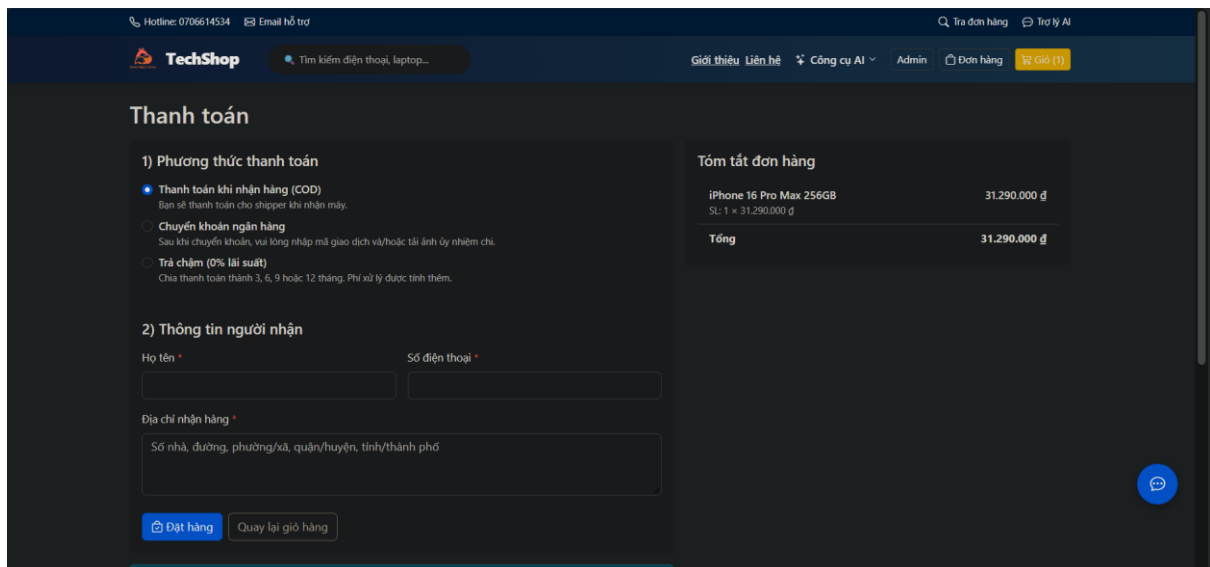 Hotline: 0706614534 Email hỗ trợ Tra đơn hàng Trợ lý AI
TechShop Tìm kiếm điện thoại, laptop... Giới thiệu Liên hệ Công cụ AI Admin Đơn hàng Giỏ (1)
Thanh toán
1) Phương thức thanh toán
Thanh toán khi nhận hàng (COD)
Bạn sẽ thanh toán cho shipper khi nhận máy.
Chuyển khoản ngân hàng
Sau khi chuyển khoản, vui lòng nhập mã giao dịch và/hoặc tải ảnh ủy nhiệm chi.
Trả chậm (0% lãi suất)
Chia thanh toán thành 3, 6, 9 hoặc 12 tháng. Phí xử lý được tính thêm.
2) Thông tin người nhận
Họ tên * Số điện thoại *
Địa chỉ nhận hàng *
Số nhà, đường, phường/xã, quận/huyện, tỉnh/thành phố
Đặt hàng Quay lại giỏ hàng
Tóm tắt đơn hàng
iPhone 16 Pro Max 256GB 31.290.000 ₫
SL: 1 × 31.290.000 ₫
Tổng 31.290.000 ₫